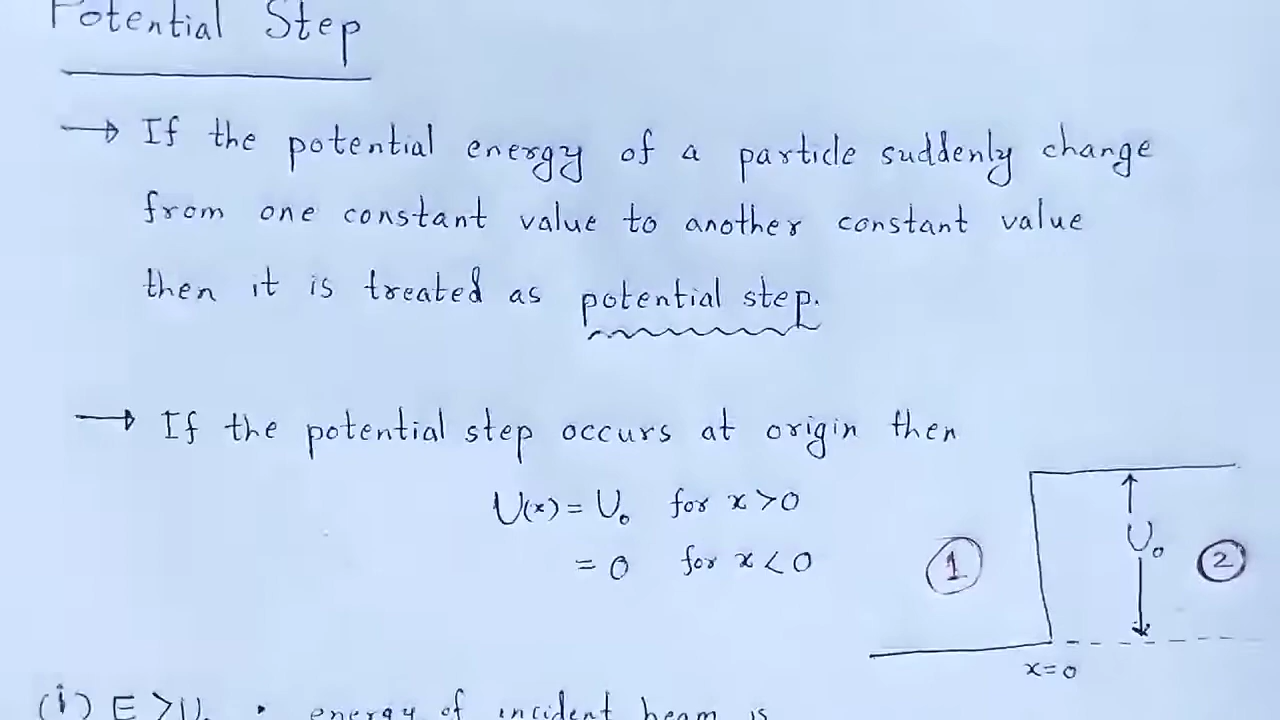 Potential Step
→ If the potential energy of a particle suddenly change
from one constant value to another constant value
then it is treated as potential step.
→ If the potential step occurs at origin then
U(x) = U₀ for x > 0
= 0 for x < 0
① U₀ ②
x=0
(i) E > U₀ : energy of incident beam is